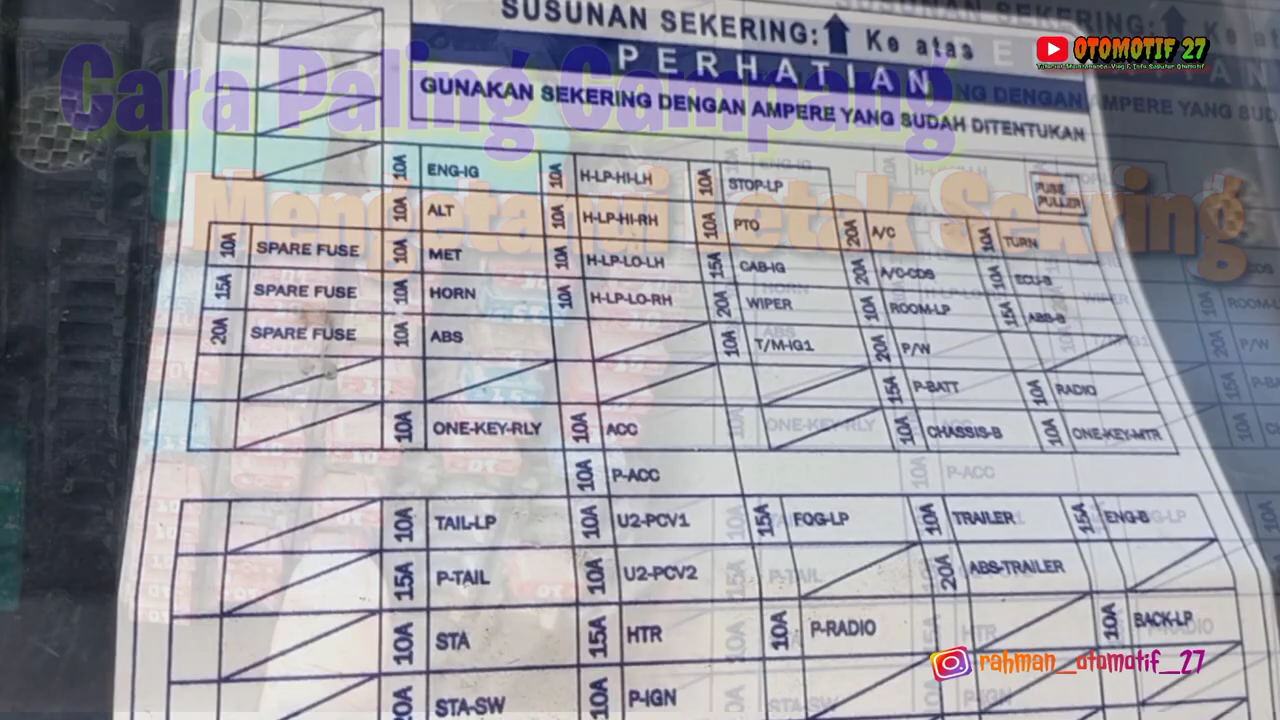 SUSUNAN SEKERING: Ke atas
PERHATIAN
GUNAKAN SEKERING DENGAN AMPERE YANG SUDAH DITENTUKAN
OTOMOTIF 27
Cara Paling Gampang
Mengetahui Letak Sekring
10A ENG-IG 10A H-LP-HI-LH 10A STOP-LP FUSE PULLER
10A ALT 10A H-LP-HI-RH 10A PTO 20A A/C 10A TURN
10A SPARE FUSE 10A MET 10A H-LP-LO-LH 15A CAB-IG 20A A/C-CDS 10A ECU-B
15A SPARE FUSE 10A HORN 10A H-LP-LO-RH 20A WIPER 10A ROOM-LP 15A ABS-B
20A SPARE FUSE 10A ABS 10A T/M-IG1 20A P/W
15A P-BATT 10A RADIO
10A ONE-KEY-RLY 10A ACC 10A CHASSIS-B 10A ONE-KEY-MTR
10A P-ACC
10A TAIL-LP 10A U2-PCV1 15A FOG-LP 10A TRAILER 15A ENG-B
15A P-TAIL 10A U2-PCV2 20A ABS-TRAILER
10A STA 15A HTR 10A P-RADIO 10A BACK-LP
20A STA-SW 10A P-IGN
rahman__otomatif_27